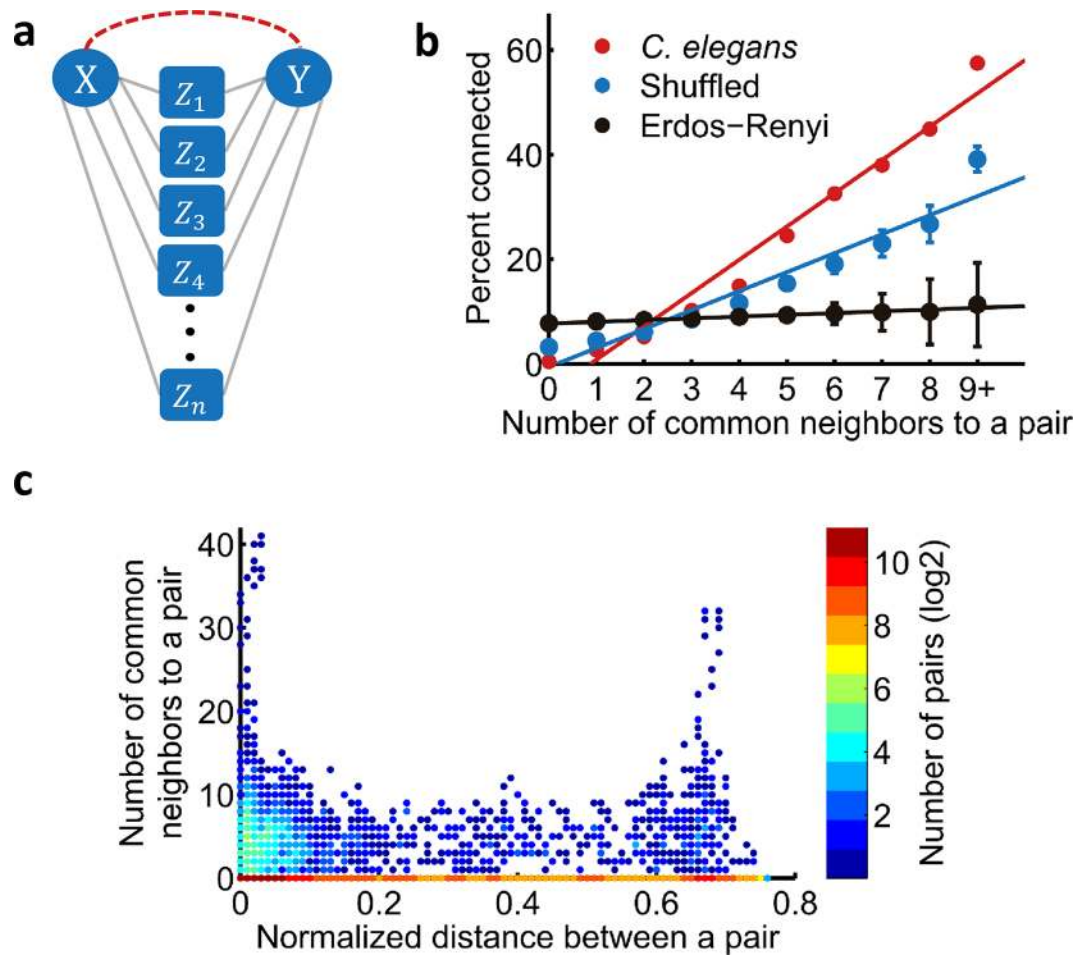 a
X
Y
Z1
Z2
Z3
Z4
Zn
b
60
40
20
0
Percent connected
C. elegans
Shuffled
Erdos−Renyi
0 1 2 3 4 5 6 7 8 9+
Number of common neighbors to a pair
c
40
30
20
10
0
Number of common
neighbors to a pair
0 0.2 0.4 0.6 0.8
Normalized distance between a pair
10
8
6
4
2
Number of pairs (log2)